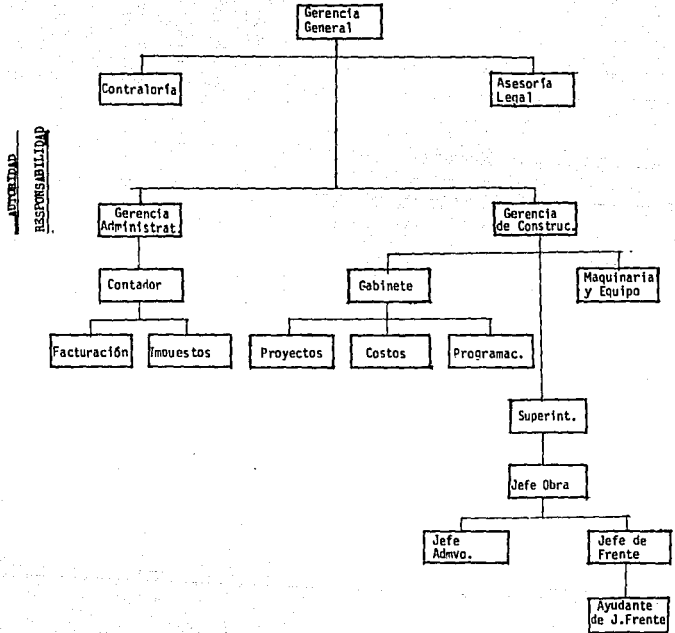 Gerencia
General
Contraloría
Asesoría
Legal
AUTORIDAD
RESPONSABILIDAD
Gerencia
Administrat.
Gerencia
de Construc.
Contador
Gabinete
Maquinaria
y Equipo
Facturación
Imouestos
Proyectos
Costos
Programac.
Superint.
Jefe Obra
Jefe
Admvo.
Jefe de
Frente
Ayudante
de J.Frente